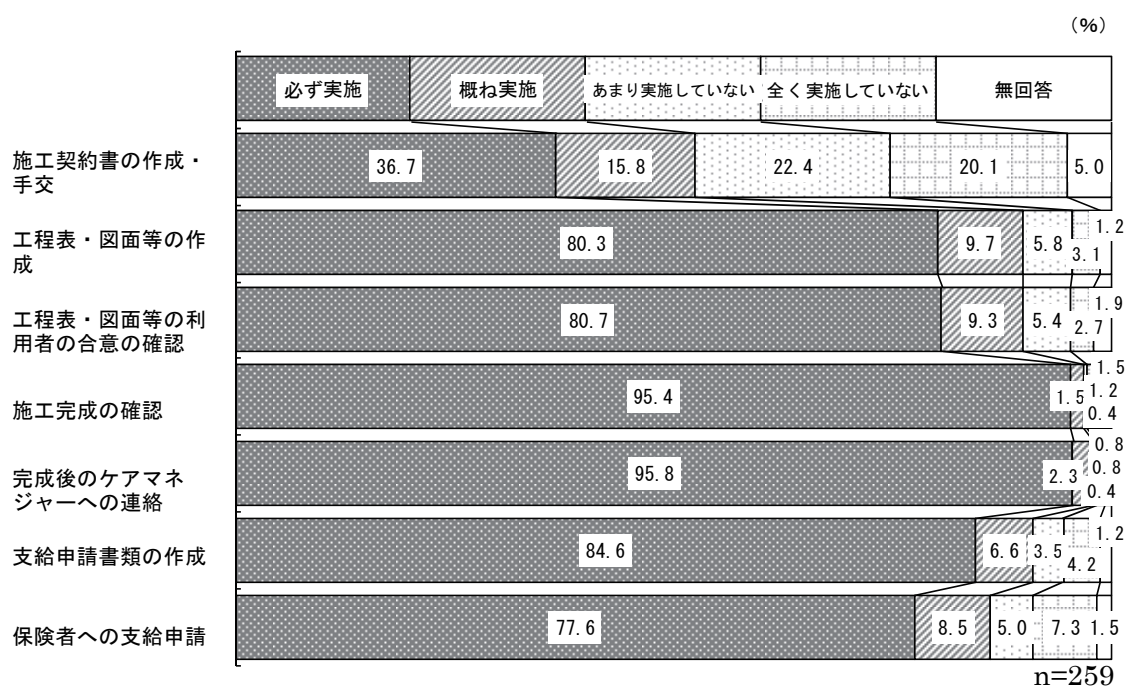 （%）
必ず実施 概ね実施 あまり実施していない 全く実施していない 無回答
施工契約書の作成・
手交
36.7 15.8 22.4 20.1 5.0
工程表・図面等の作
成
80.3 9.7 5.8 3.1 1.2
工程表・図面等の利
用者の合意の確認
80.7 9.3 5.4 2.7 1.9
施工完成の確認
95.4 1.5 1.5 1.2 0.4
完成後のケアマネ
ジャーへの連絡
95.8 2.3 0.8 0.8 0.4
支給申請書類の作成
84.6 6.6 3.5 4.2 1.2
保険者への支給申請
77.6 8.5 5.0 7.3 1.5
n=259